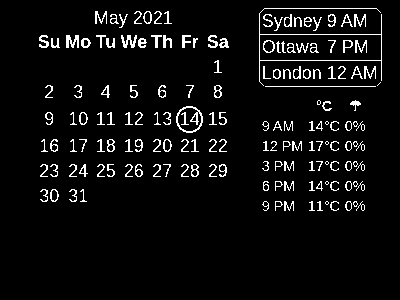 May 2021
Su Mo Tu We Th Fr Sa
1
2 3 4 5 6 7 8
9 10 11 12 13 14 15
16 17 18 19 20 21 22
23 24 25 26 27 28 29
30 31
Sydney 9 AM
Ottawa 7 PM
London 12 AM
°C
9 AM 14°C 0%
12 PM 17°C 0%
3 PM 17°C 0%
6 PM 14°C 0%
9 PM 11°C 0%